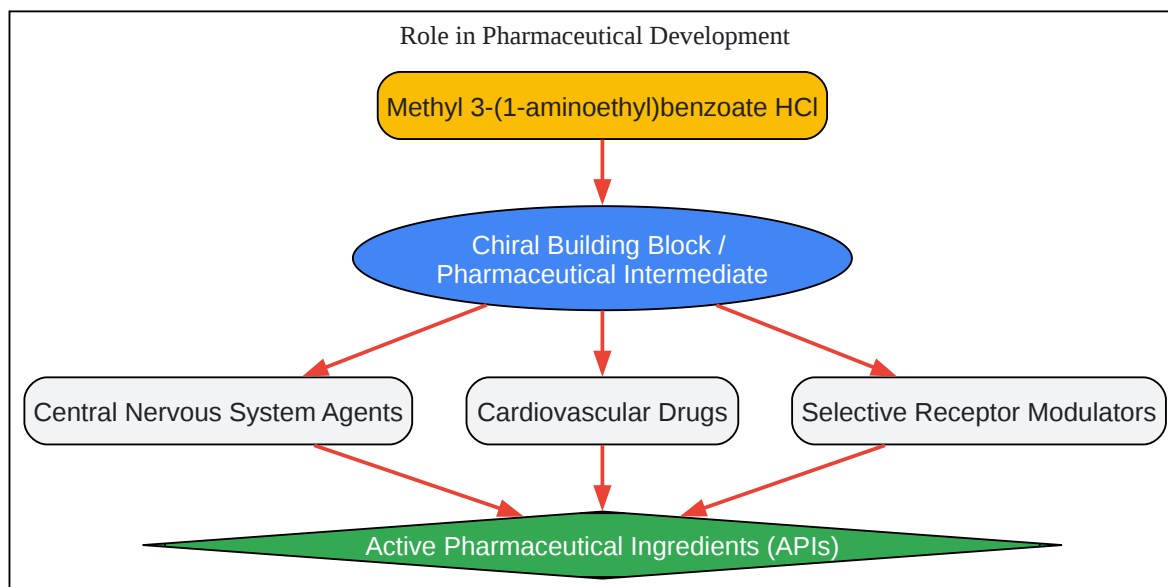 Role in Pharmaceutical Development
Methyl 3-(1-aminoethyl)benzoate HCl
Chiral Building Block /
Pharmaceutical Intermediate
Central Nervous System Agents
Cardiovascular Drugs
Selective Receptor Modulators
Active Pharmaceutical Ingredients (APIs)